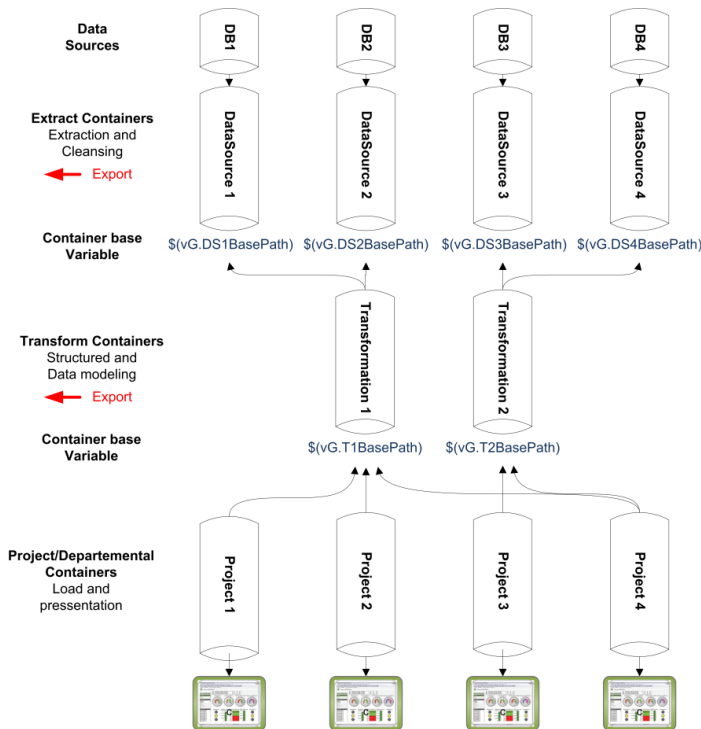 Data
Sources
DB1
DB2
DB3
DB4
Extract Containers
Extraction and
Cleansing
Export
DataSource 1
DataSource 2
DataSource 3
DataSource 4
Container base
Variable
$(vG.DS1BasePath)
$(vG.DS2BasePath)
$(vG.DS3BasePath)
$(vG.DS4BasePath)
Transform Containers
Structured and
Data modeling
Export
Transformation 1
Transformation 2
Container base
Variable
$(vG.T1BasePath)
$(vG.T2BasePath)
Project/Departemental
Containers
Load and
pressentation
Project 1
Project 2
Project 3
Project 4